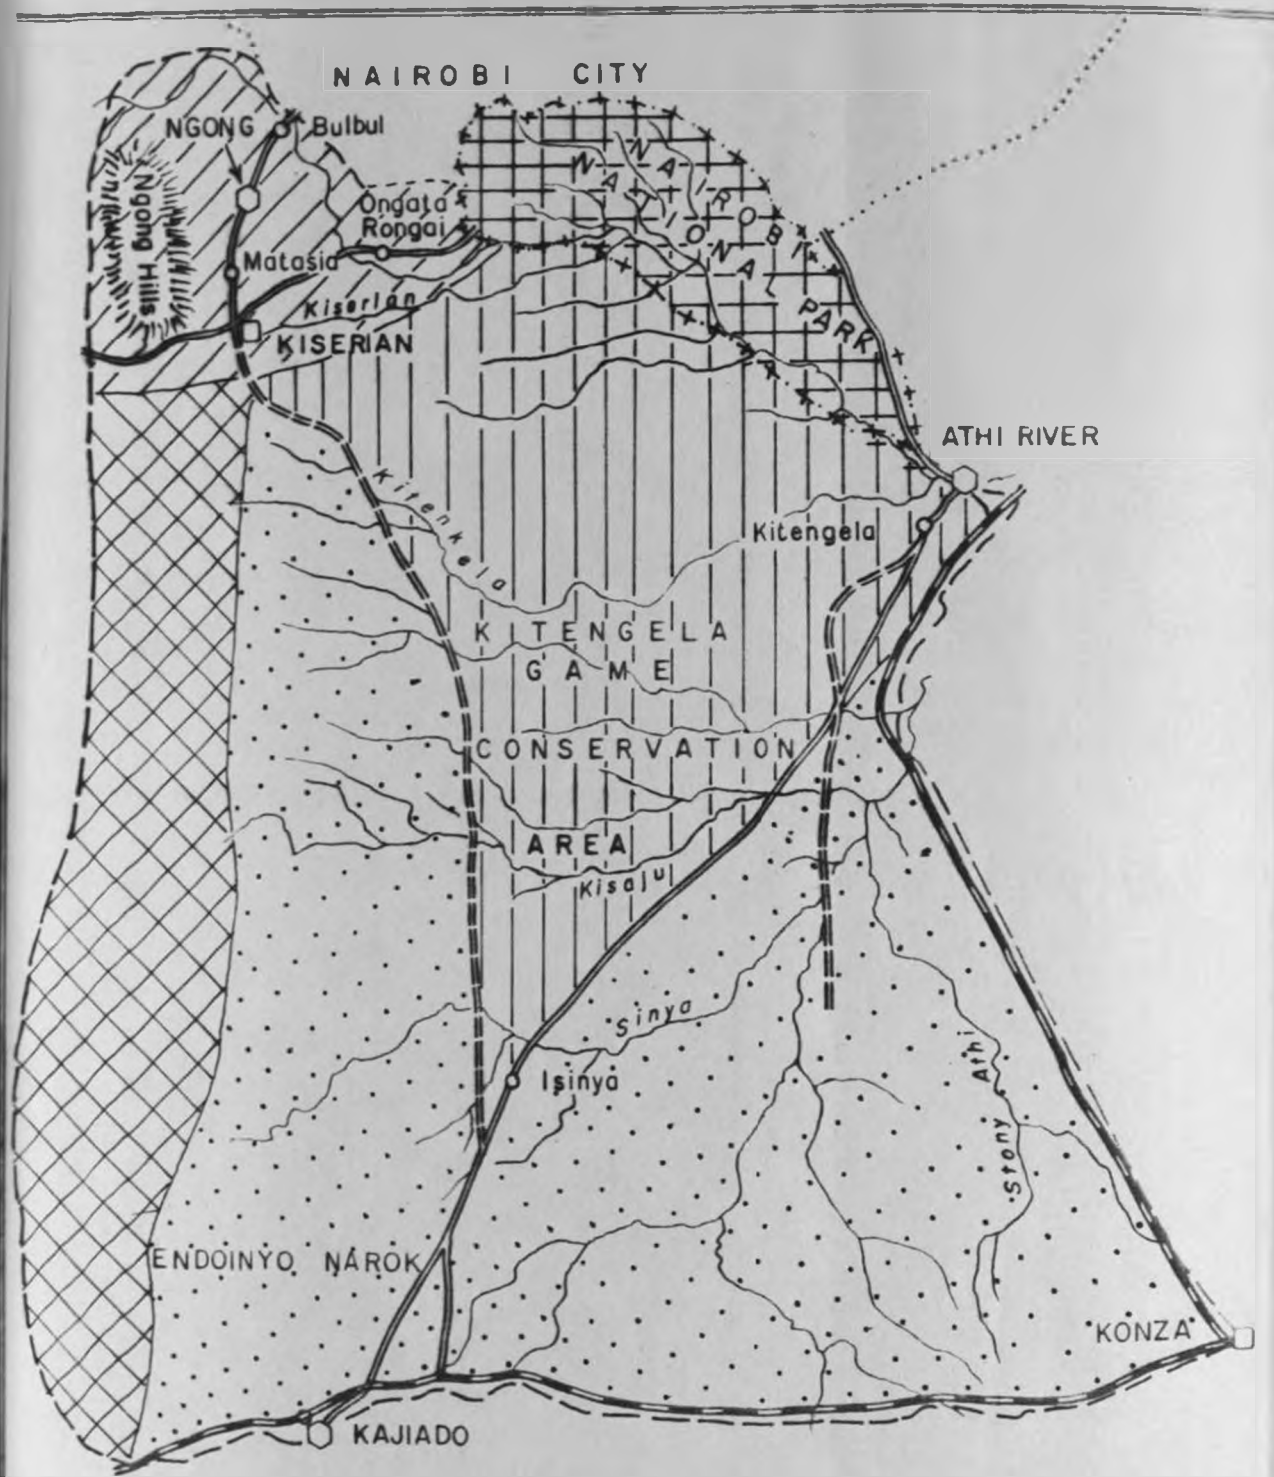 NAIROBI CITY
NGONG
Bulbul
Ngong Hills
Ongata
Rongai
NAIROBI
NATIONAL
PARK
Matasia
Kiserian
KISERIAN
ATHI RIVER
Kitenkela
Kitengela
KITENGELA
GAME
CONSERVATION
AREA
Kisaju
Sinya
Isinya
Stony Athi
ENDOINYO NAROK
KONZA
KAJIADO